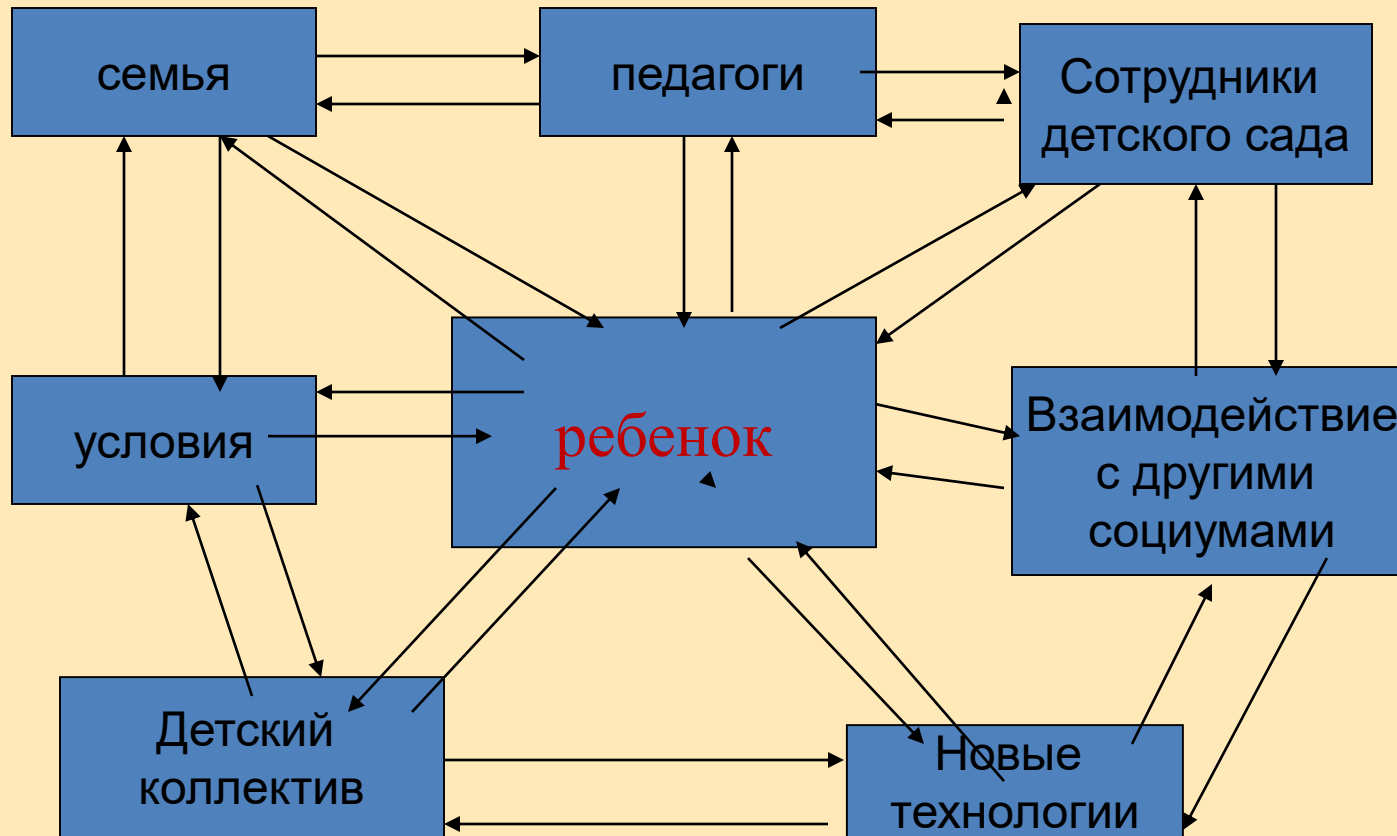 семья
педагоги
Сотрудники
детского сада
условия
ребенок
Взаимодействие
с другими
социумами
Детский
коллектив
Новые
технологии